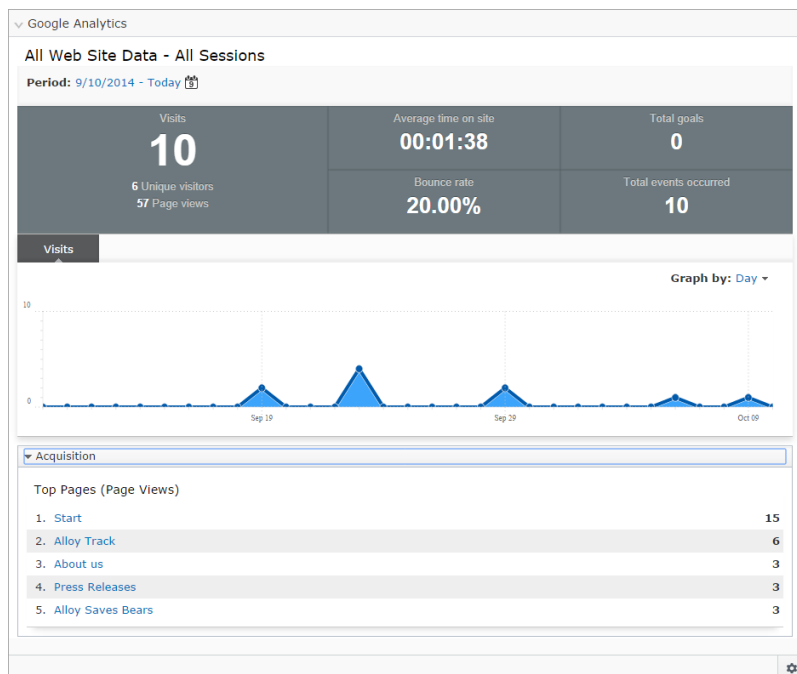 Google Analytics
All Web Site Data - All Sessions
Period: 9/10/2014 - Today 9
Visits
10
6 Unique visitors
57 Page views
Average time on site
00:01:38
Total goals
0
Bounce rate
20.00%
Total events occurred
10
Visits
Graph by: Day
10
0
Sep 19
Sep 29
Oct 09
Acquisition
Top Pages (Page Views)
1. Start 15
2. Alloy Track 6
3. About us 3
4. Press Releases 3
5. Alloy Saves Bears 3